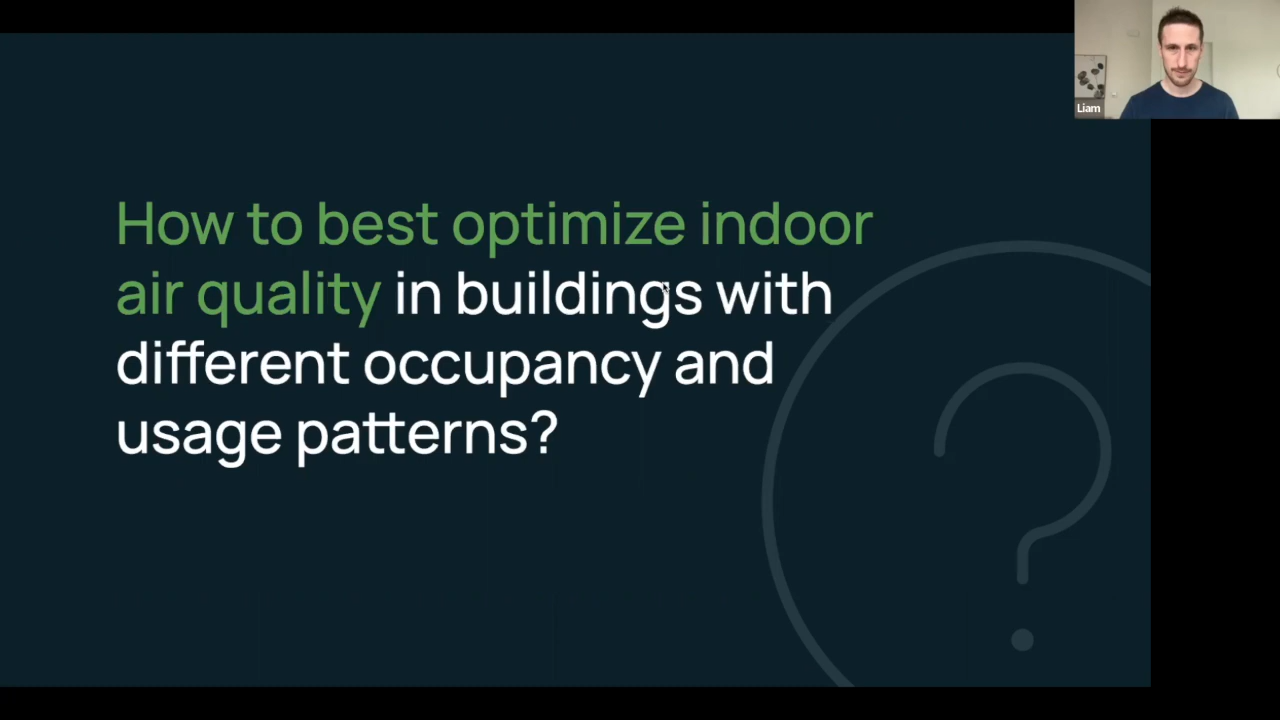 How to best optimize indoor
air quality in buildings with
different occupancy and
usage patterns?
Liam